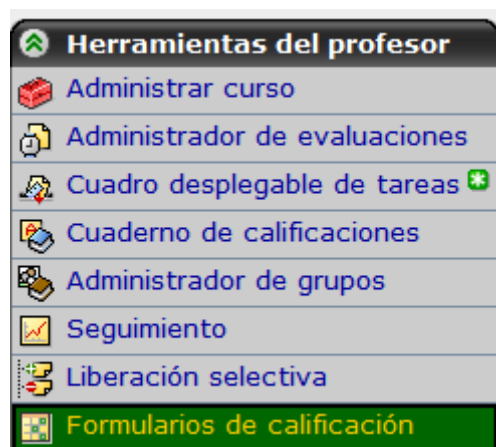 Herramientas del profesor
Administrar curso
Administrador de evaluaciones
Cuadro desplegable de tareas
Cuaderno de calificaciones
Administrador de grupos
Seguimiento
Liberación selectiva
Formularios de calificación